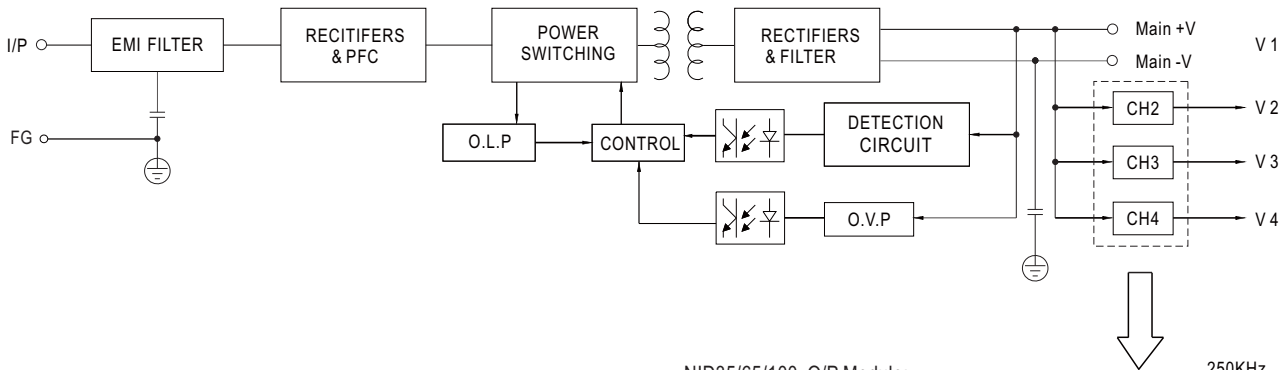 I/P
EMI FILTER
RECITIFERS
& PFC
POWER
SWITCHING
RECTIFIERS
& FILTER
Main +V
V 1
Main -V
FG
O.L.P
CONTROL
DETECTION
CIRCUIT
CH2
V 2
CH3
V 3
O.V.P
CH4
V 4
250KHz